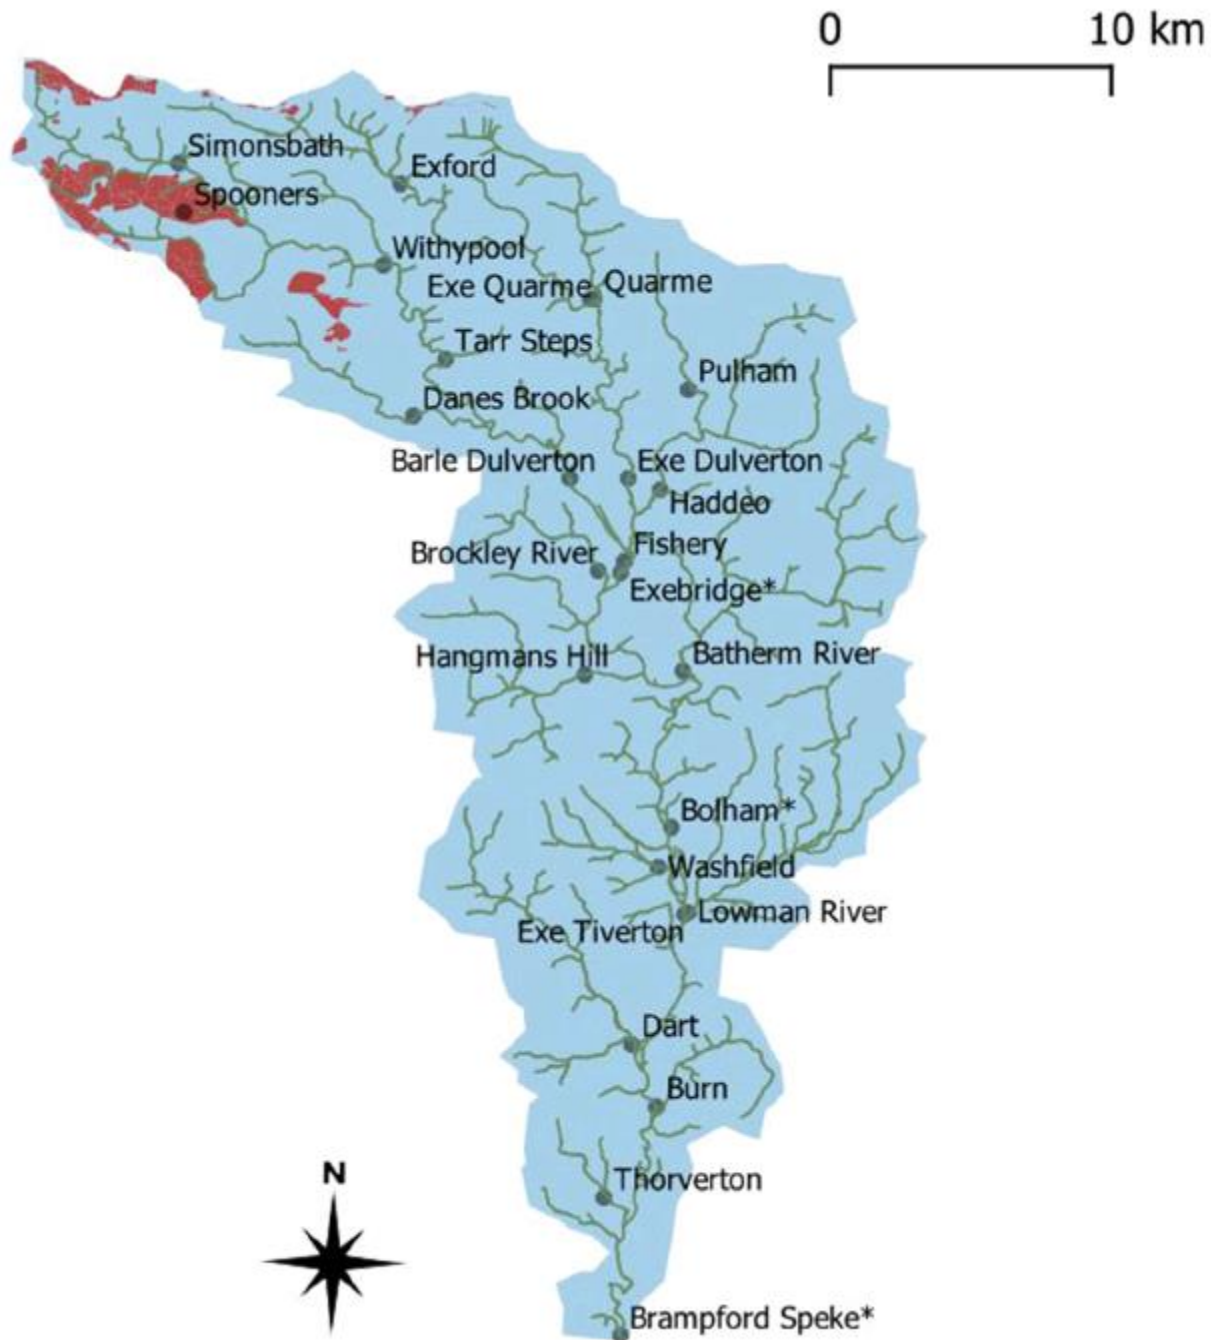 0 10 km
Simonsbath
Exford
Spooners
Withypool
Exe Quarme
Quarme
Tarr Steps
Pulham
Danes Brook
Barle Dulverton
Exe Dulverton
Haddeo
Fishery
Brockley River
Exebridge*
Hangmans Hill
Batherm River
Bolham*
Washfield
Lowman River
Exe Tiverton
Dart
Burn
N
Thorverton
Brampford Speke*